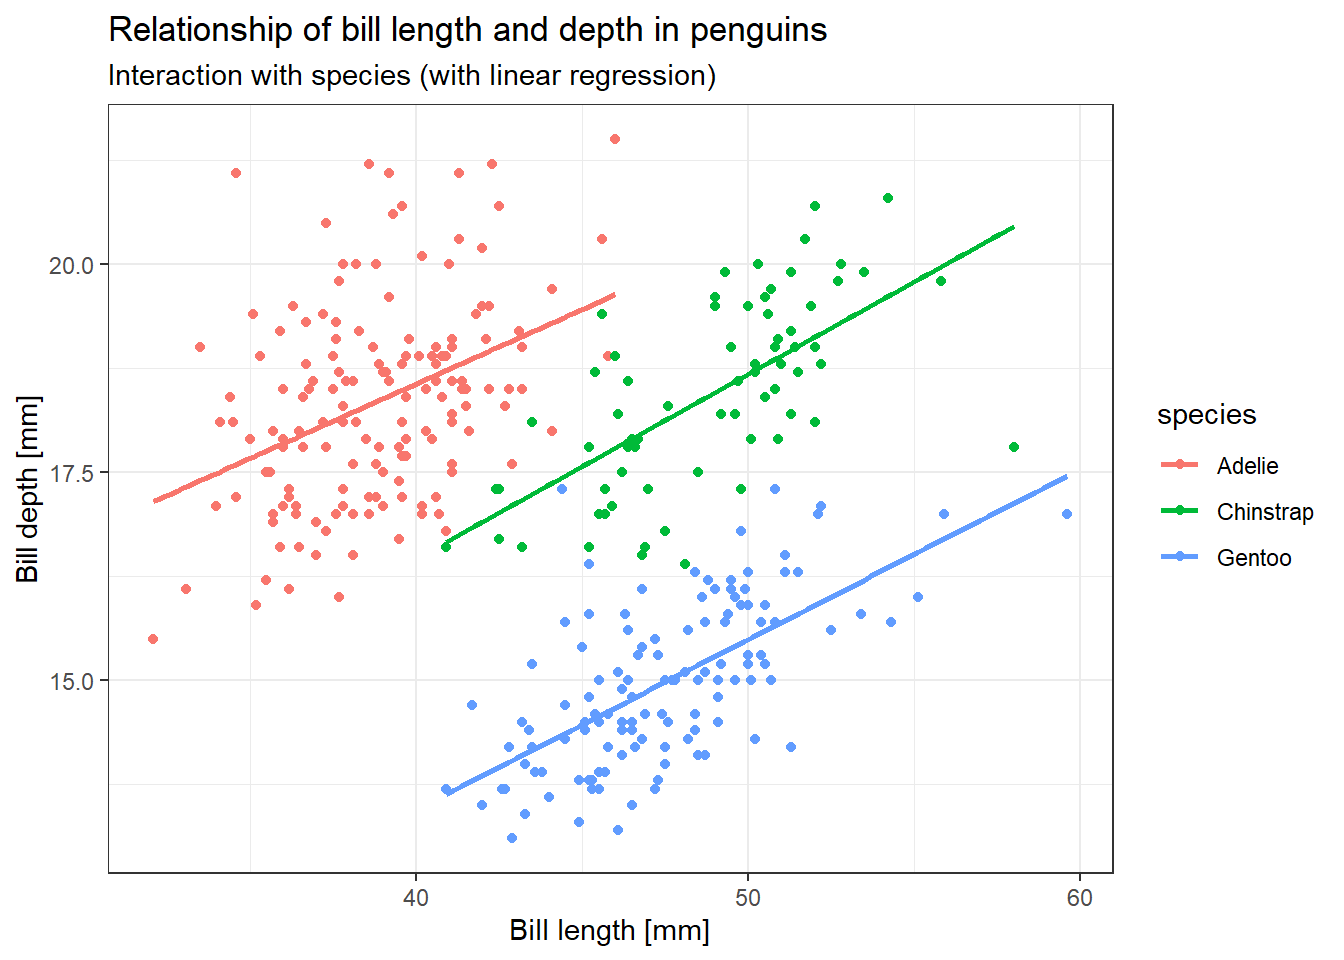 Relationship of bill length and depth in penguins
Interaction with species (with linear regression)
Bill depth [mm]
20.0
17.5
15.0
40
50
60
Bill length [mm]
species
Adelie
Chinstrap
Gentoo